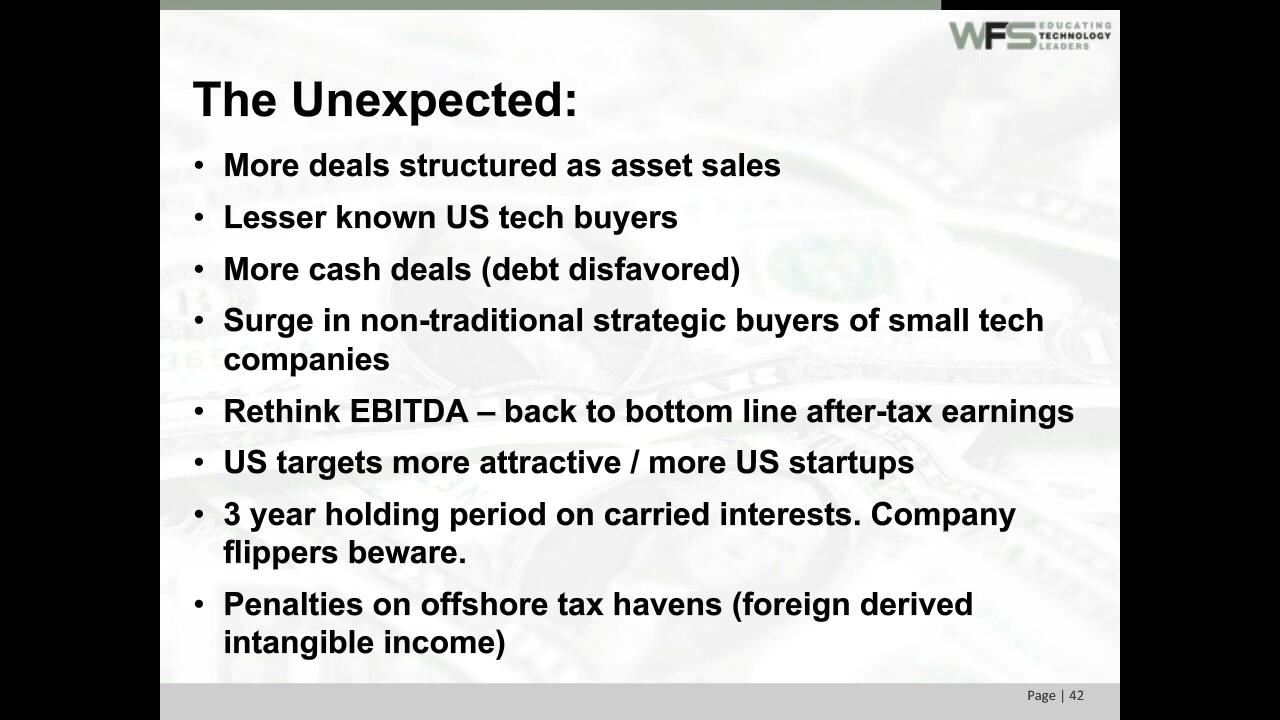 WFS EDUCATING
TECHNOLOGY
LEADERS
The Unexpected:
• More deals structured as asset sales
• Lesser known US tech buyers
• More cash deals (debt disfavored)
• Surge in non-traditional strategic buyers of small tech
companies
• Rethink EBITDA – back to bottom line after-tax earnings
• US targets more attractive / more US startups
• 3 year holding period on carried interests. Company
flippers beware.
• Penalties on offshore tax havens (foreign derived
intangible income)
Page | 42